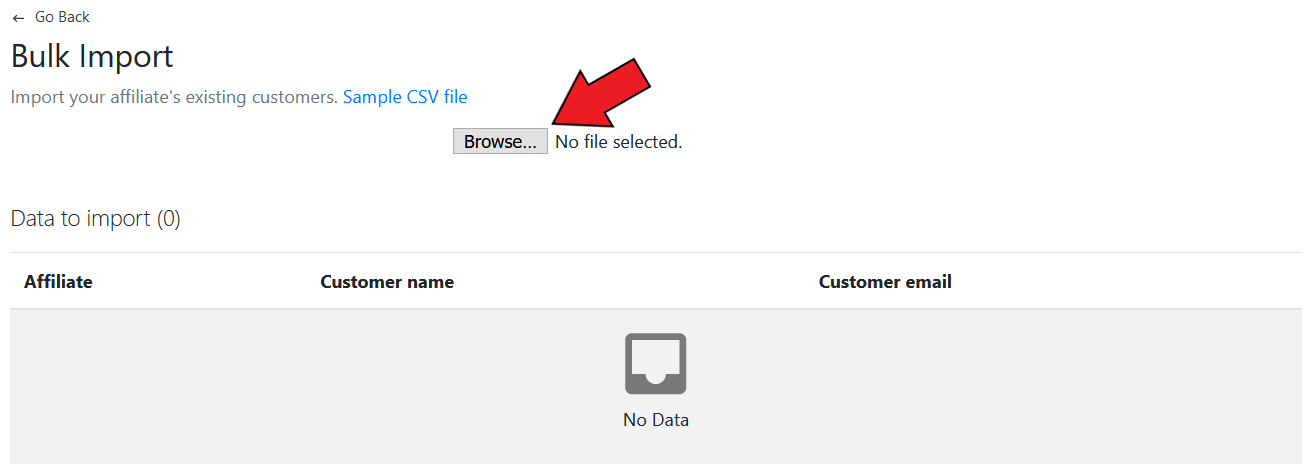 ← Go Back
Bulk Import
Import your affiliate's existing customers. Sample CSV file
Browse... No file selected.
Data to import (0)
Affiliate Customer name Customer email
No Data